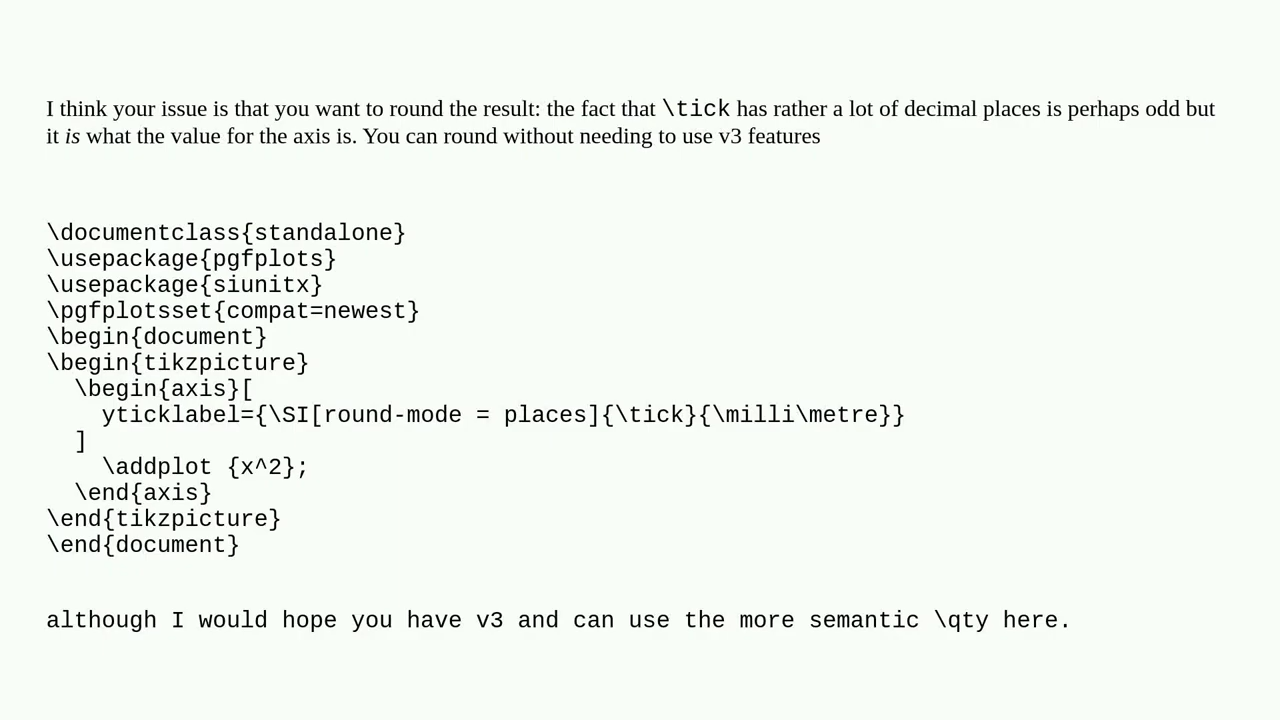 I think your issue is that you want to round the result: the fact that \tick has rather a lot of decimal places is perhaps odd but
it is what the value for the axis is. You can round without needing to use v3 features
\documentclass{standalone}
\usepackage{pgfplots}
\usepackage{siunitx}
\pgfplotsset{compat=newest}
\begin{document}
\begin{tikzpicture}
  \begin{axis}[
    yticklabel={\SI[round-mode = places]{\tick}{\milli\metre}}
  ]
    \addplot {x^2};
  \end{axis}
\end{tikzpicture}
\end{document}
although I would hope you have v3 and can use the more semantic \qty here.